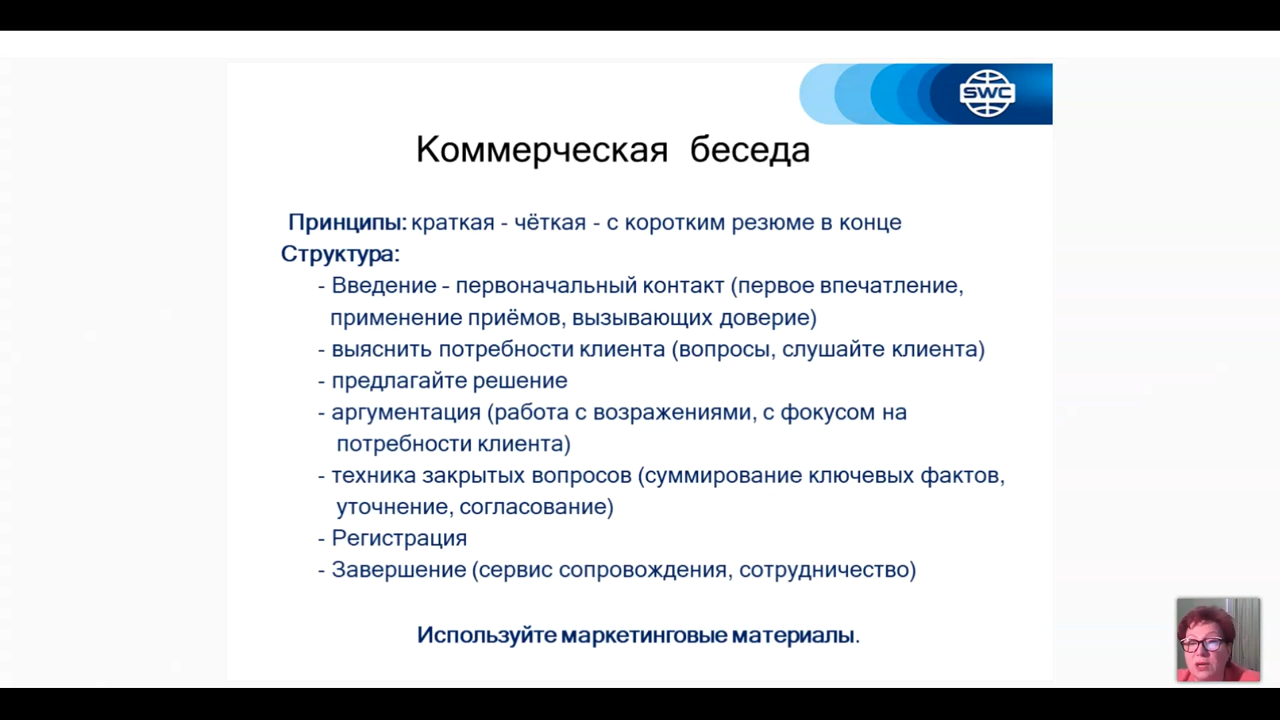 SWC
Коммерческая беседа
Принципы: краткая - чёткая - с коротким резюме в конце
Структура:
- Введение - первоначальный контакт (первое впечатление,
применение приёмов, вызывающих доверие)
- выяснить потребности клиента (вопросы, слушайте клиента)
- предлагайте решение
- аргументация (работа с возражениями, с фокусом на
потребности клиента)
- техника закрытых вопросов (суммирование ключевых фактов,
уточнение, согласование)
- Регистрация
- Завершение (сервис сопровождения, сотрудничество)
Используйте маркетинговые материалы.